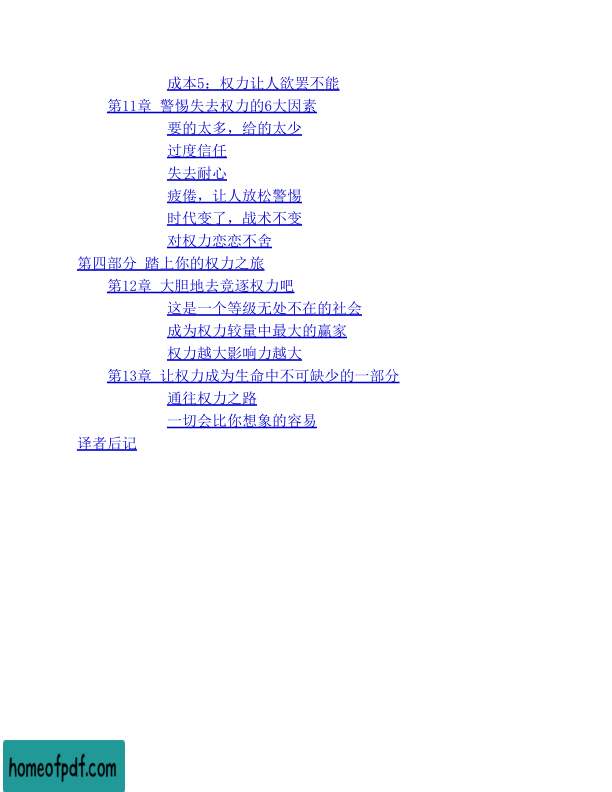 成本5：权力让人欲罢不能
第11章 警惕失去权力的6大因素
要的太多，给的太少
过度信任
失去耐心
疲倦，让人放松警惕
时代变了，战术不变
对权力恋恋不舍
第四部分 踏上你的权力之旅
第12章 大胆地去竞逐权力吧
这是一个等级无处不在的社会
成为权力较量中最大的赢家
权力越大影响力越大
第13章 让权力成为生命中不可缺少的一部分
通往权力之路
一切会比你想象的容易
译者后记
homeofpdf.com